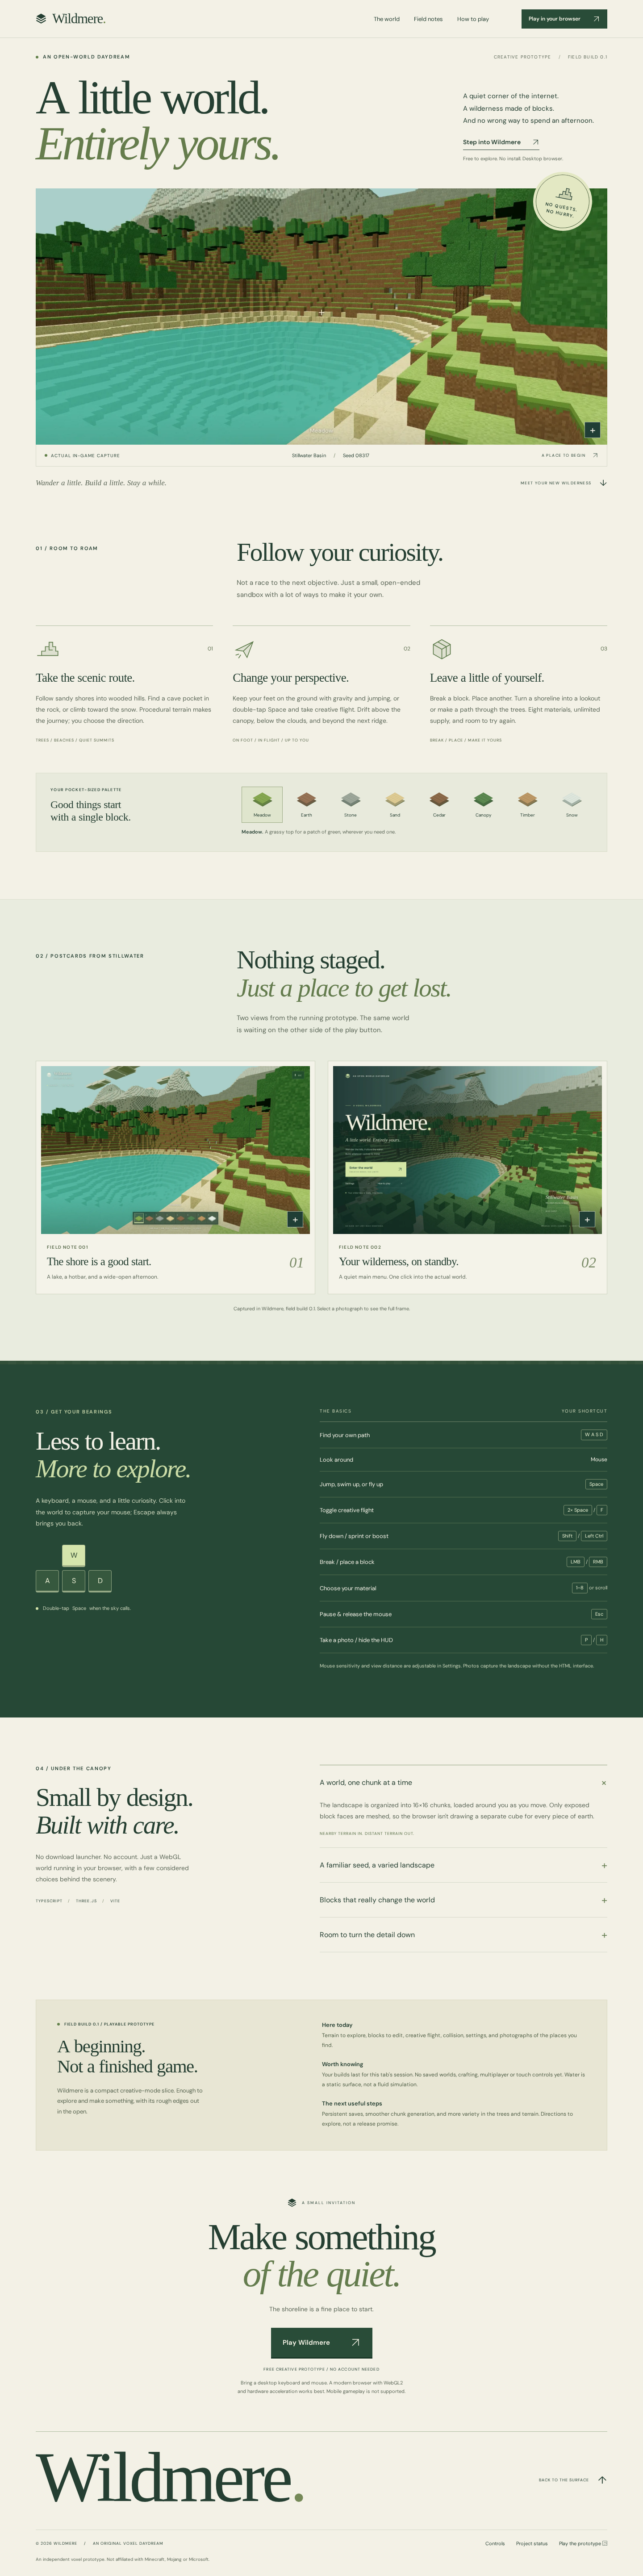 Wildmere.
The world
Field notes
How to play
Play in your browser
AN OPEN-WORLD DAYDREAM
CREATIVE PROTOTYPE / FIELD BUILD 0.1
A little world.
Entirely yours.
A quiet corner of the internet.
A wilderness made of blocks.
And no wrong way to spend an afternoon.
Step into Wildmere
Free to explore. No install. Desktop browser.
NO QUESTS.
NO HURRY.
ACTUAL IN-GAME CAPTURE
Stillwater Basin / Seed 08317
A PLACE TO BEGIN
Wander a little. Build a little. Stay a while.
MEET YOUR NEW WILDERNESS
01 / ROOM TO ROAM
Follow your curiosity.
Not a race to the next objective. Just a small, open-ended
sandbox with a lot of ways to make it your own.
01
Take the scenic route.
Follow sandy shores into wooded hills. Find a cave pocket in
the rock, or climb toward the snow. Procedural terrain makes
the journey; you choose the direction.
TREES / BEACHES / QUIET SUMMITS
02
Change your perspective.
Keep your feet on the ground with gravity and jumping, or
double-tap Space and take creative flight. Drift above the
canopy, below the clouds, and beyond the next ridge.
ON FOOT / IN FLIGHT / UP TO YOU
03
Leave a little of yourself.
Break a block. Place another. Turn a shoreline into a lookout
or make a path through the trees. Eight materials, unlimited
supply, and room to try again.
BREAK / PLACE / MAKE IT YOURS
YOUR POCKET-SIZED PALETTE
Good things start
with a single block.
Meadow
Earth
Stone
Sand
Cedar
Canopy
Timber
Snow
Meadow. A grassy top for a patch of green, wherever you need one.
02 / POSTCARDS FROM STILLWATER
Nothing staged.
Just a place to get lost.
Two views from the running prototype. The same world
is waiting on the other side of the play button.
FIELD NOTE 001
The shore is a good start.
A lake, a hotbar, and a wide-open afternoon.
01
Wildmere.
A little world. Entirely yours.
Enter the world
FIELD NOTE 002
Your wilderness, on standby.
A quiet main menu. One click into the actual world.
02
Captured in Wildmere, field build 0.1. Select a photograph to see the full frame.
03 / GET YOUR BEARINGS
Less to learn.
More to explore.
A keyboard, a mouse, and a little curiosity. Click into
the world to capture your mouse; Escape always
brings you back.
W
A S D
Double-tap Space when the sky calls.
THE BASICS YOUR SHORTCUT
Find your own path W A S D
Look around Mouse
Jump, swim up, or fly up Space
Toggle creative flight 2× Space / F
Fly down / sprint or boost Shift / Left Ctrl
Break / place a block LMB / RMB
Choose your material 1–8 or scroll
Pause & release the mouse Esc
Take a photo / hide the HUD P / H
Mouse sensitivity and view distance are adjustable in Settings. Photos capture the landscape without the HTML interface.
04 / UNDER THE CANOPY
Small by design.
Built with care.
No download launcher. No account. Just a WebGL
world running in your browser, with a few considered
choices behind the scenery.
TYPESCRIPT / THREE.JS / VITE
A world, one chunk at a time
The landscape is organized into 16×16 chunks, loaded around you as you move. Only exposed
block faces are meshed, so the browser isn't drawing a separate cube for every piece of earth.
NEARBY TERRAIN IN. DISTANT TERRAIN OUT.
A familiar seed, a varied landscape
Blocks that really change the world
Room to turn the detail down
FIELD BUILD 0.1 / PLAYABLE PROTOTYPE
A beginning.
Not a finished game.
Wildmere is a compact creative-mode slice. Enough to
explore and make something, with its rough edges out
in the open.
Here today
Terrain to explore, blocks to edit, creative flight, collision, settings, and photographs of the places you
find.
Worth knowing
Your builds last for this tab's session. No saved worlds, crafting, multiplayer or touch controls yet. Water is
a static surface, not a fluid simulation.
The next useful steps
Persistent saves, smoother chunk generation, and more variety in the trees and terrain. Directions to
explore, not a release promise.
A SMALL INVITATION
Make something
of the quiet.
The shoreline is a fine place to start.
Play Wildmere
FREE CREATIVE PROTOTYPE / NO ACCOUNT NEEDED
Bring a desktop keyboard and mouse. A modern browser with WebGL2
and hardware acceleration works best. Mobile gameplay is not supported.
Wildmere.
BACK TO THE SURFACE
© 2026 WILDMERE / AN ORIGINAL VOXEL DAYDREAM
Controls
Project status
Play the prototype
An independent voxel prototype. Not affiliated with Minecraft, Mojang or Microsoft.